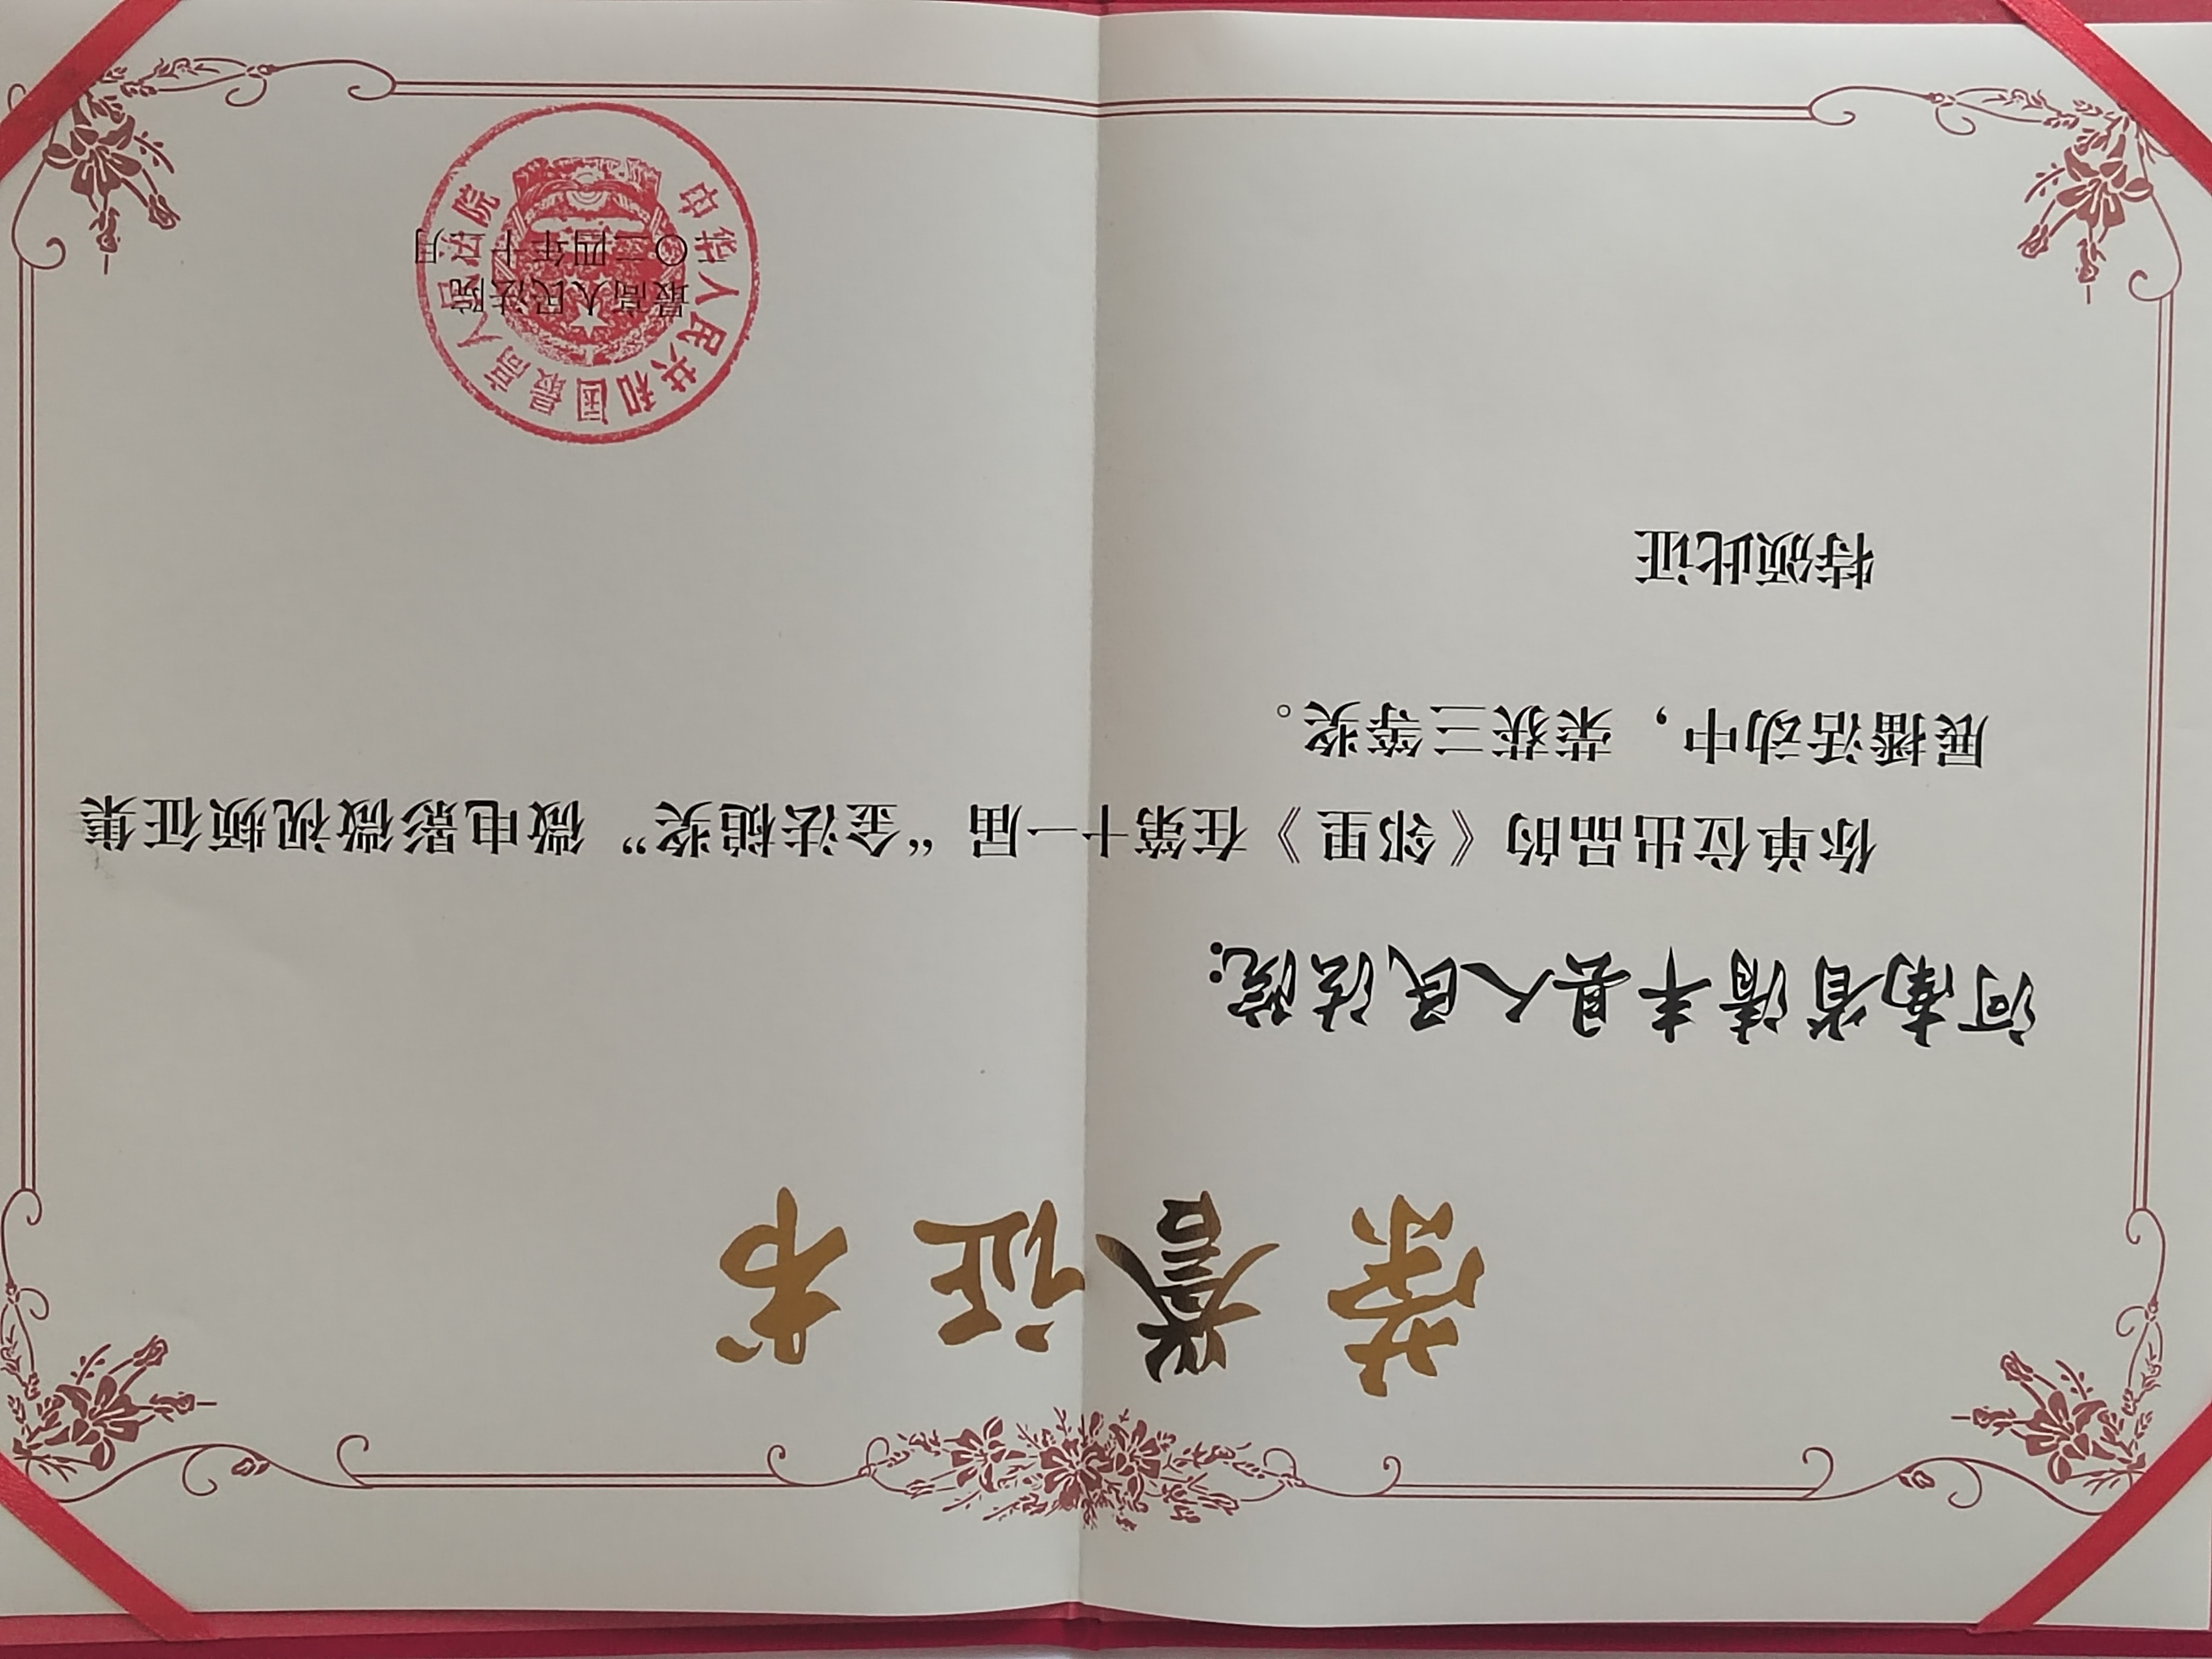 荣誉证书
河南省清丰县人民法院：
你单位出品的《邻里》在第十一届“金法槌奖”微电影微视频征集
展播活动中，荣获三等奖。
特颁此证
最高人民法院
二〇二四年十一月
中华人民共和国最高人民法院